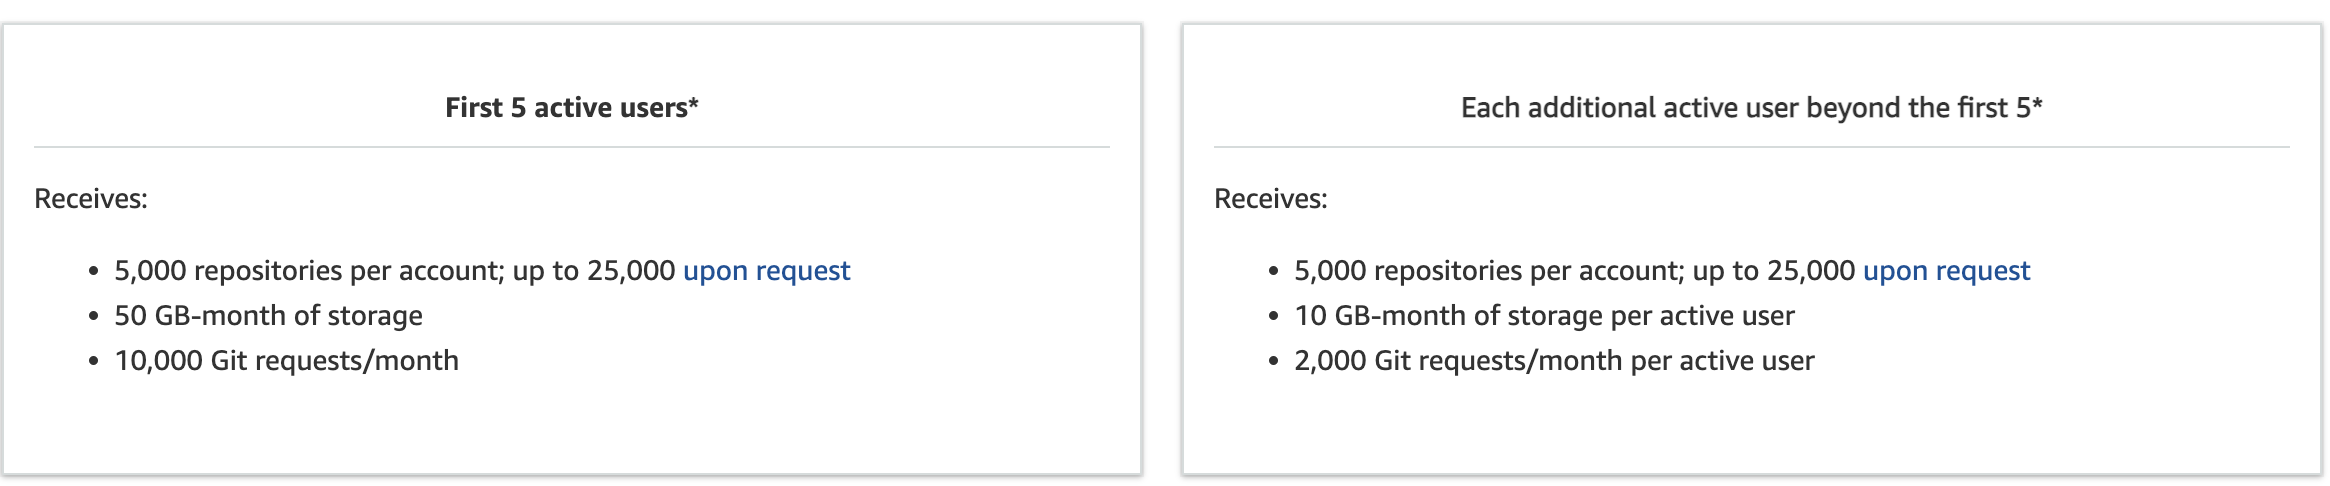 First 5 active users*
Receives:
• 5,000 repositories per account; up to 25,000 upon request
• 50 GB-month of storage
• 10,000 Git requests/month
Each additional active user beyond the first 5*
Receives:
• 5,000 repositories per account; up to 25,000 upon request
• 10 GB-month of storage per active user
• 2,000 Git requests/month per active user